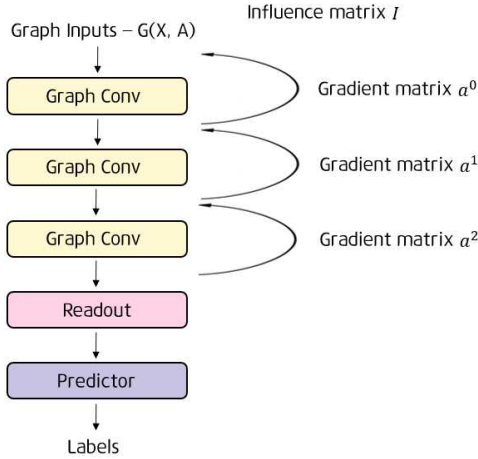 Influence matrix I
Graph Inputs – G(X, A)
Graph Conv
Gradient matrix a⁰
Graph Conv
Gradient matrix a¹
Graph Conv
Gradient matrix a²
Readout
Predictor
Labels